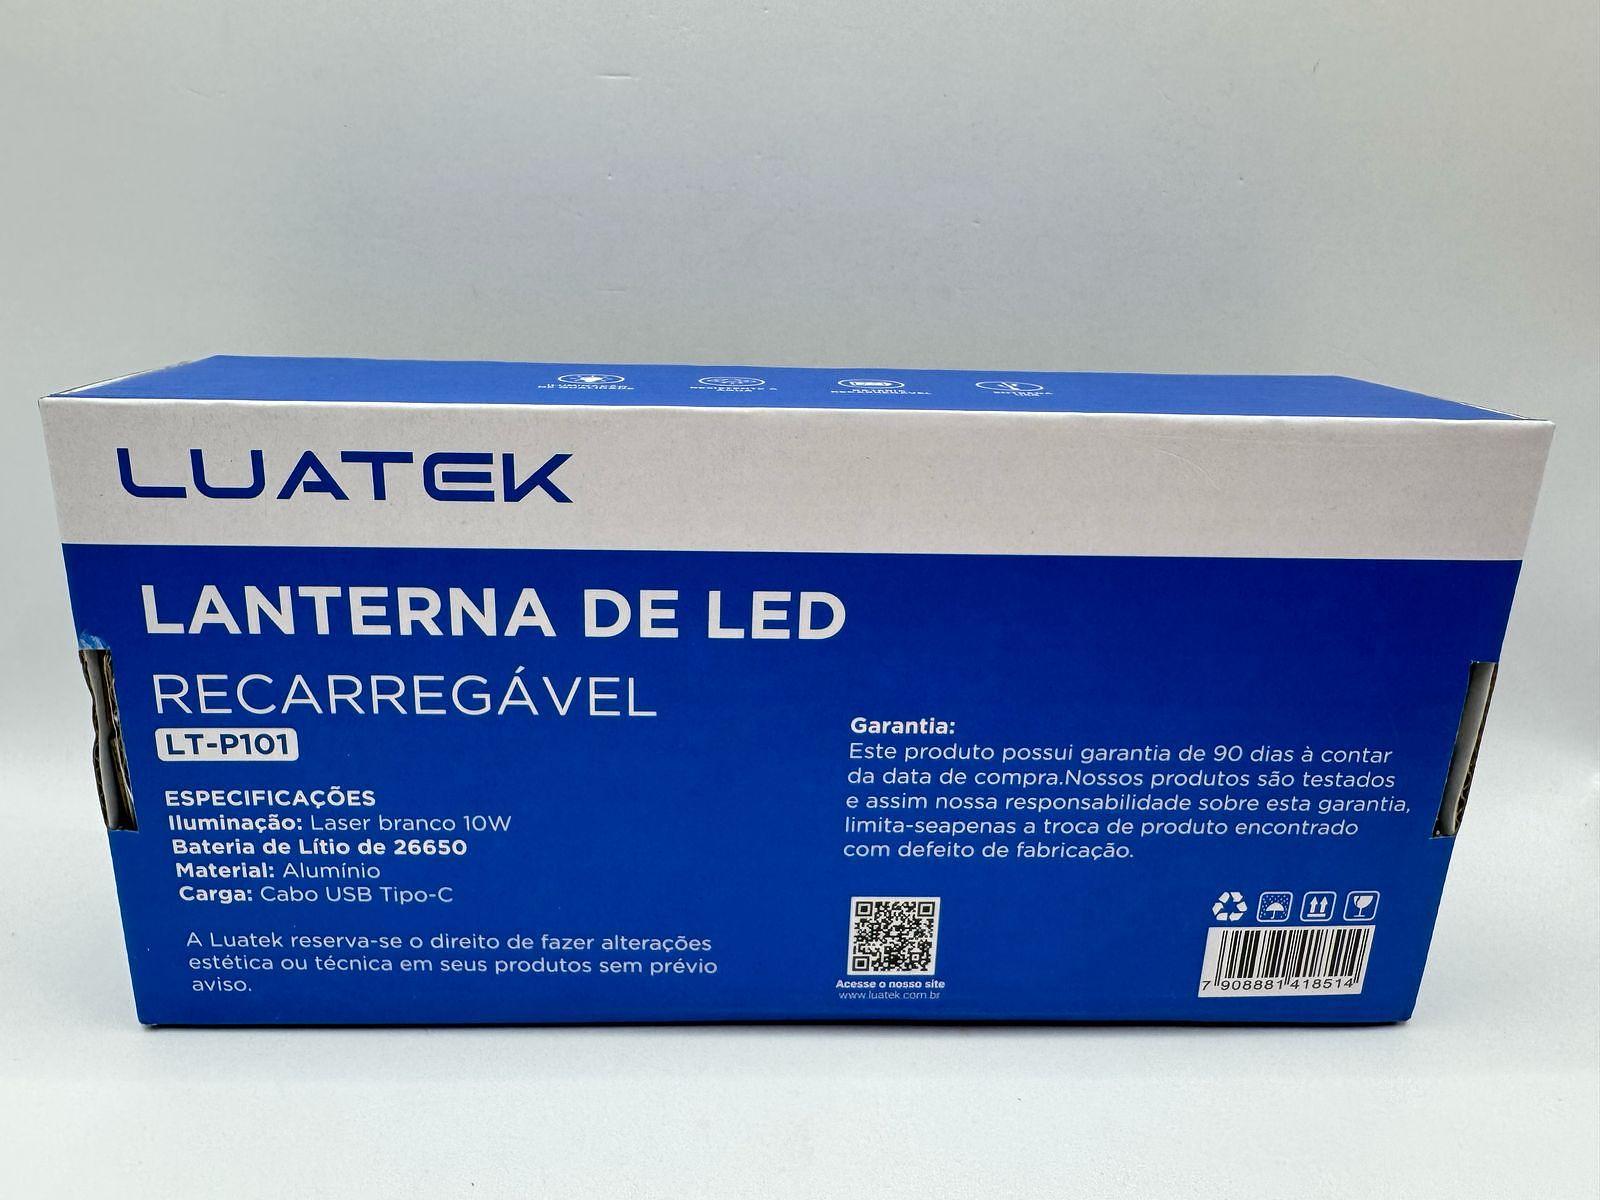 LUATEK
LANTERNA DE LED
RECARREGÁVEL
LT-P101
ESPECIFICAÇÕES
Iluminação: Laser branco 10W
Bateria de Lítio de 26650
Material: Alumínio
Carga: Cabo USB Tipo-C
A Luatek reserva-se o direito de fazer alterações
estética ou técnica em seus produtos sem prévio
aviso.
Garantia:
Este produto possui garantia de 90 dias à contar
da data de compra.Nossos produtos são testados
e assim nossa responsabilidade sobre esta garantia,
limita-seapenas a troca de produto encontrado
com defeito de fabricação.
Acesse o nosso site
www.luatek.com.br
7 908881 418514